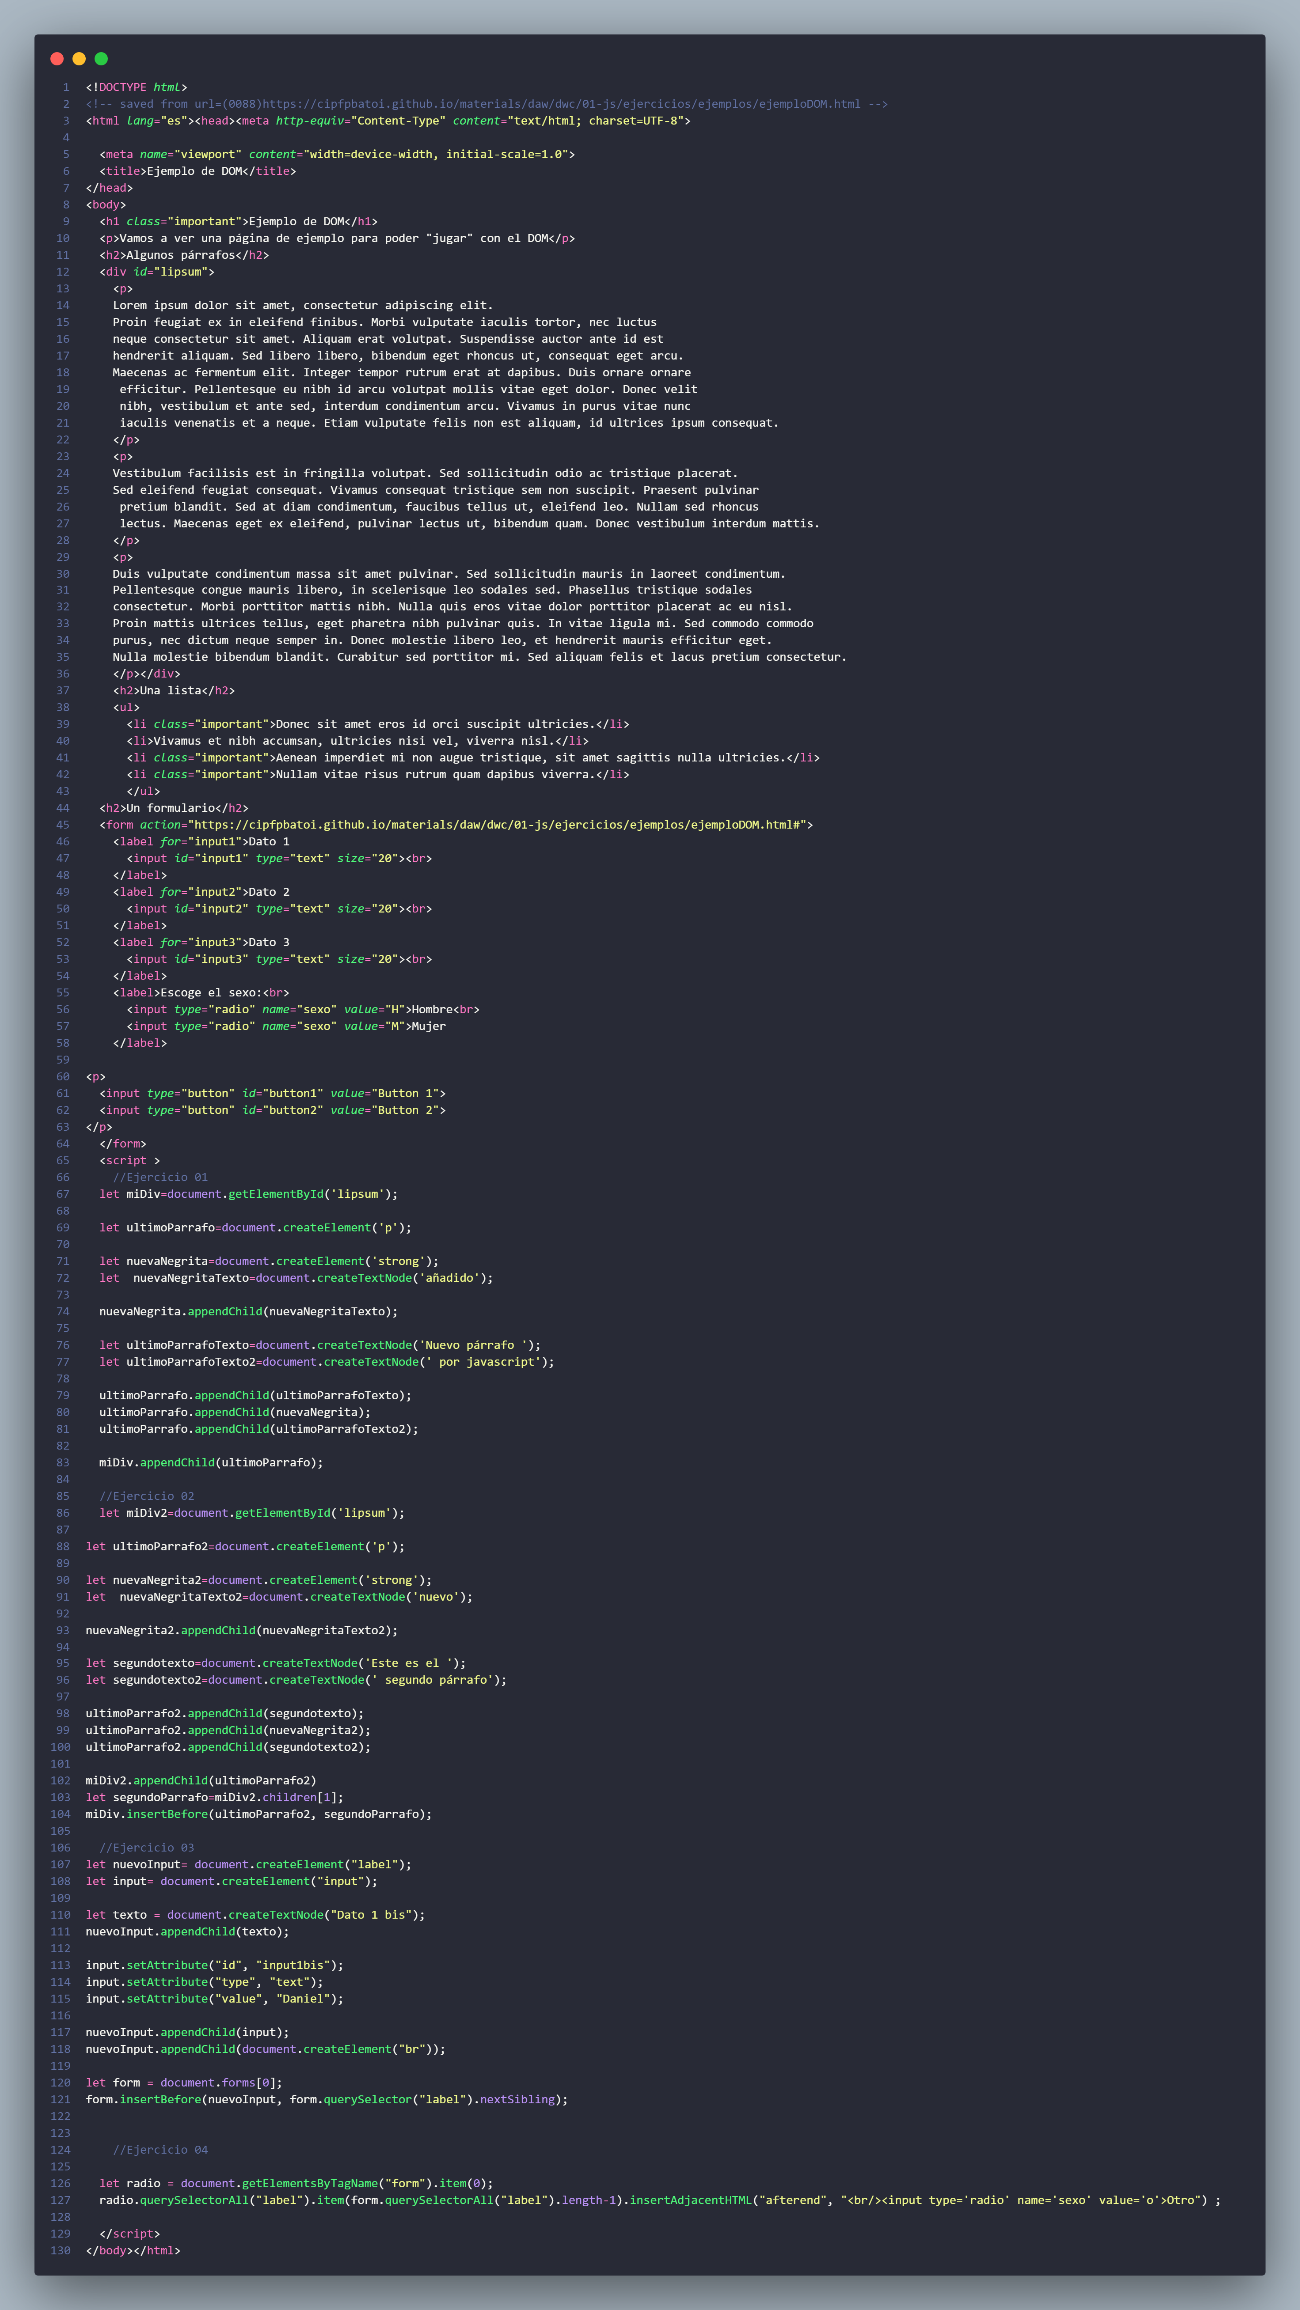 1 <!DOCTYPE html>
2 <!-- saved from url=(0088)https://cipfpbatoi.github.io/materials/daw/dwc/01-js/ejercicios/ejemplos/ejemploDOM.html -->
3 <html lang="es"><head><meta http-equiv="Content-Type" content="text/html; charset=UTF-8">
4
5 <meta name="viewport" content="width=device-width, initial-scale=1.0">
6 <title>Ejemplo de DOM</title>
7 </head>
8 <body>
9 <h1 class="important">Ejemplo de DOM</h1>
10 <p>Vamos a ver una página de ejemplo para poder "jugar" con el DOM</p>
11 <h2>Algunos párrafos</h2>
12 <div id="lipsum">
13 <p>
14 Lorem ipsum dolor sit amet, consectetur adipiscing elit.
15 Proin feugiat ex in eleifend finibus. Morbi vulputate iaculis tortor, nec luctus
16 neque consectetur sit amet. Aliquam erat volutpat. Suspendisse auctor ante id est
17 hendrerit aliquam. Sed libero libero, bibendum eget rhoncus ut, consequat eget arcu.
18 Maecenas ac fermentum elit. Integer tempor rutrum erat at dapibus. Duis ornare ornare
19 efficitur. Pellentesque eu nibh id arcu volutpat mollis vitae eget dolor. Donec velit
20 nibh, vestibulum et ante sed, interdum condimentum arcu. Vivamus in purus vitae nunc
21 iaculis venenatis et a neque. Etiam vulputate felis non est aliquam, id ultrices ipsum consequat.
22 </p>
23 <p>
24 Vestibulum facilisis est in fringilla volutpat. Sed sollicitudin odio ac tristique placerat.
25 Sed eleifend feugiat consequat. Vivamus consequat tristique sem non suscipit. Praesent pulvinar
26 pretium blandit. Sed at diam condimentum, faucibus tellus ut, eleifend leo. Nullam sed rhoncus
27 lectus. Maecenas eget ex eleifend, pulvinar lectus ut, bibendum quam. Donec vestibulum interdum mattis.
28 </p>
29 <p>
30 Duis vulputate condimentum massa sit amet pulvinar. Sed sollicitudin mauris in laoreet condimentum.
31 Pellentesque congue mauris libero, in scelerisque leo sodales sed. Phasellus tristique sodales
32 consectetur. Morbi porttitor mattis nibh. Nulla quis eros vitae dolor porttitor placerat ac eu nisl.
33 Proin mattis ultrices tellus, eget pharetra nibh pulvinar quis. In vitae ligula mi. Sed commodo commodo
34 purus, nec dictum neque semper in. Donec molestie libero leo, et hendrerit mauris efficitur eget.
35 Nulla molestie bibendum blandit. Curabitur sed porttitor mi. Sed aliquam felis et lacus pretium consectetur.
36 </p></div>
37 <h2>Una lista</h2>
38 <ul>
39 <li class="important">Donec sit amet eros id orci suscipit ultricies.</li>
40 <li>Vivamus et nibh accumsan, ultricies nisi vel, viverra nisl.</li>
41 <li class="important">Aenean imperdiet mi non augue tristique, sit amet sagittis nulla ultricies.</li>
42 <li class="important">Nullam vitae risus rutrum quam dapibus viverra.</li>
43 </ul>
44 <h2>Un formulario</h2>
45 <form action="https://cipfpbatoi.github.io/materials/daw/dwc/01-js/ejercicios/ejemplos/ejemploDOM.html#">
46 <label for="input1">Dato 1
47 <input id="input1" type="text" size="20"><br>
48 </label>
49 <label for="input2">Dato 2
50 <input id="input2" type="text" size="20"><br>
51 </label>
52 <label for="input3">Dato 3
53 <input id="input3" type="text" size="20"><br>
54 </label>
55 <label>Escoge el sexo:<br>
56 <input type="radio" name="sexo" value="H">Hombre<br>
57 <input type="radio" name="sexo" value="M">Mujer
58 </label>
59
60 <p>
61 <input type="button" id="button1" value="Button 1">
62 <input type="button" id="button2" value="Button 2">
63 </p>
64 </form>
65 <script >
66 //Ejercicio 01
67 let miDiv=document.getElementById('lipsum');
68
69 let ultimoParrafo=document.createElement('p');
70
71 let nuevaNegrita=document.createElement('strong');
72 let  nuevaNegritaTexto=document.createTextNode('añadido');
73
74 nuevaNegrita.appendChild(nuevaNegritaTexto);
75
76 let ultimoParrafoTexto=document.createTextNode('Nuevo párrafo ');
77 let ultimoParrafoTexto2=document.createTextNode(' por javascript');
78
79 ultimoParrafo.appendChild(ultimoParrafoTexto);
80 ultimoParrafo.appendChild(nuevaNegrita);
81 ultimoParrafo.appendChild(ultimoParrafoTexto2);
82
83 miDiv.appendChild(ultimoParrafo);
84
85 //Ejercicio 02
86 let miDiv2=document.getElementById('lipsum');
87
88 let ultimoParrafo2=document.createElement('p');
89
90 let nuevaNegrita2=document.createElement('strong');
91 let  nuevaNegritaTexto2=document.createTextNode('nuevo');
92
93 nuevaNegrita2.appendChild(nuevaNegritaTexto2);
94
95 let segundotexto=document.createTextNode('Este es el ');
96 let segundotexto2=document.createTextNode(' segundo párrafo');
97
98 ultimoParrafo2.appendChild(segundotexto);
99 ultimoParrafo2.appendChild(nuevaNegrita2);
100 ultimoParrafo2.appendChild(segundotexto2);
101
102 miDiv2.appendChild(ultimoParrafo2)
103 let segundoParrafo=miDiv2.children[1];
104 miDiv.insertBefore(ultimoParrafo2, segundoParrafo);
105
106 //Ejercicio 03
107 let nuevoInput= document.createElement("label");
108 let input= document.createElement("input");
109
110 let texto = document.createTextNode("Dato 1 bis");
111 nuevoInput.appendChild(texto);
112
113 input.setAttribute("id", "input1bis");
114 input.setAttribute("type", "text");
115 input.setAttribute("value", "Daniel");
116
117 nuevoInput.appendChild(input);
118 nuevoInput.appendChild(document.createElement("br"));
119
120 let form = document.forms[0];
121 form.insertBefore(nuevoInput, form.querySelector("label").nextSibling);
122
123
124 //Ejercicio 04
125
126 let radio = document.getElementsByTagName("form").item(0);
127 radio.querySelectorAll("label").item(form.querySelectorAll("label").length-1).insertAdjacentHTML("afterend", "<br/><input type='radio' name='sexo' value='o'>Otro") ;
128
129 </script>
130 </body></html>